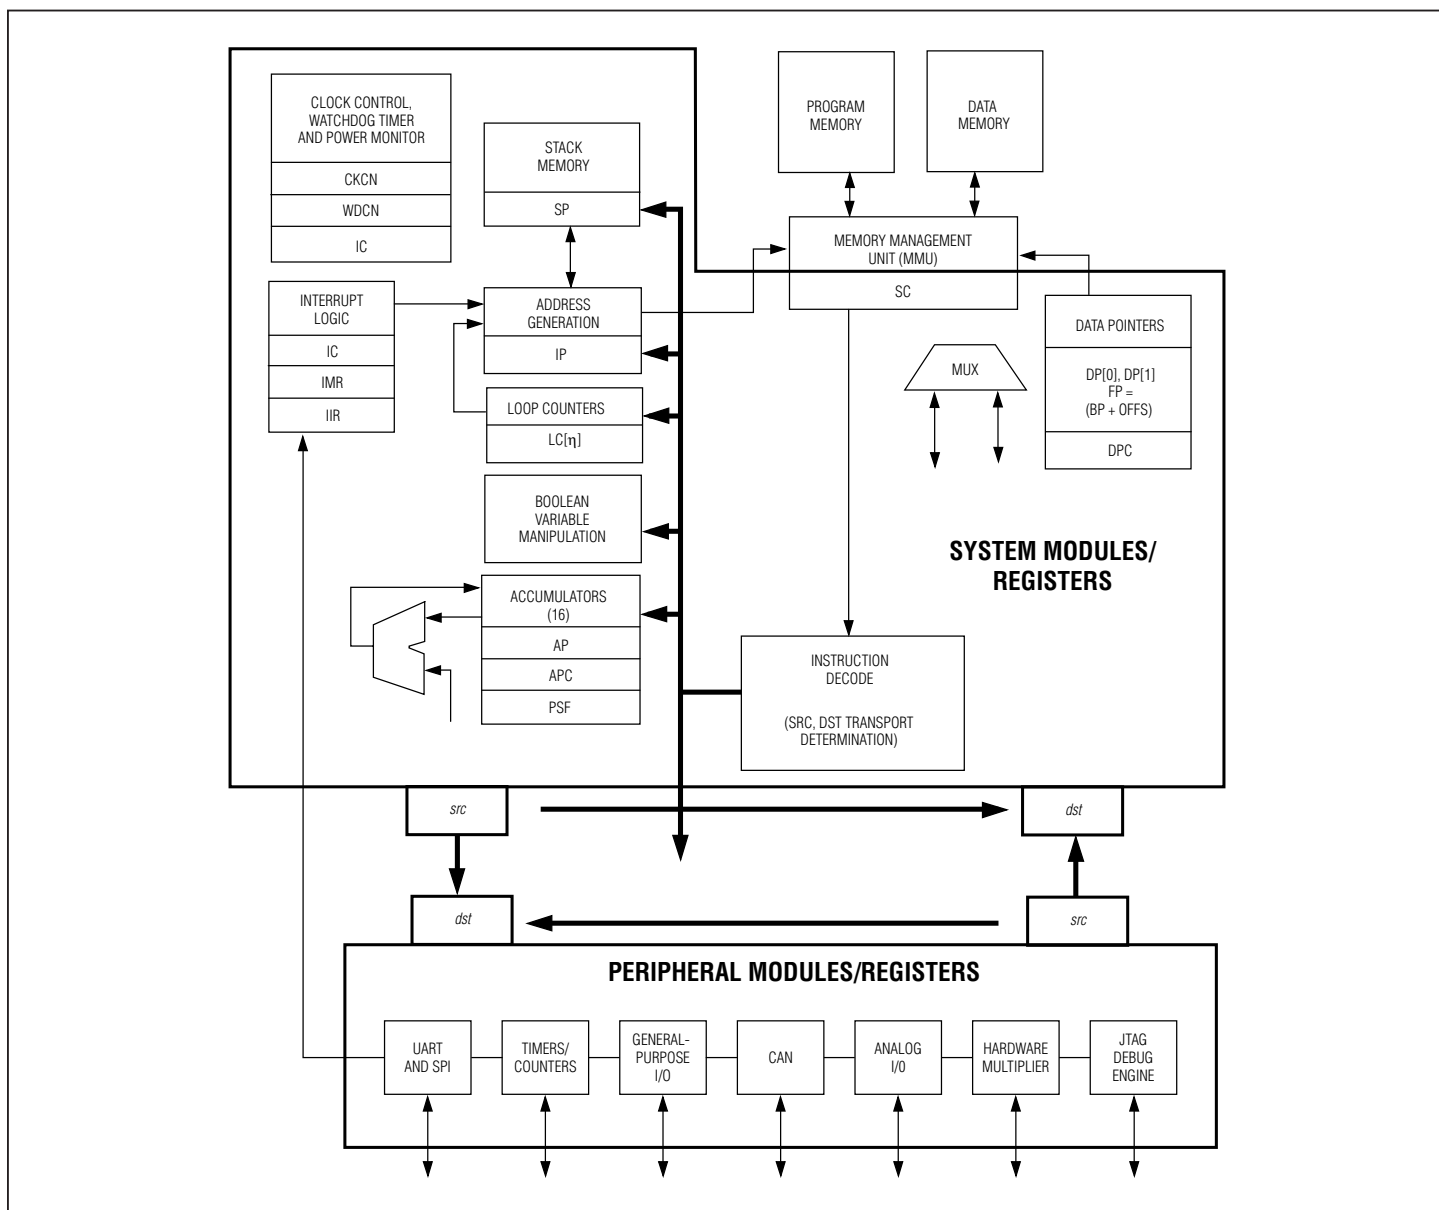 CLOCK CONTROL,
WATCHDOG TIMER
AND POWER MONITOR
CKCN
WDCN
IC
STACK
MEMORY
SP
PROGRAM
MEMORY
DATA
MEMORY
MEMORY MANAGEMENT
UNIT (MMU)
SC
INTERRUPT
LOGIC
IC
IMR
IIR
ADDRESS
GENERATION
IP
LOOP COUNTERS
LC[η]
BOOLEAN
VARIABLE
MANIPULATION
ACCUMULATORS
(16)
AP
APC
PSF
MUX
DATA POINTERS
DP[0], DP[1]
FP =
(BP + OFFS)
DPC
SYSTEM MODULES/
REGISTERS
INSTRUCTION
DECODE
(SRC, DST TRANSPORT
DETERMINATION)
src
dst
dst
src
PERIPHERAL MODULES/REGISTERS
UART
AND SPI
TIMERS/
COUNTERS
GENERAL-
PURPOSE
I/O
CAN
ANALOG
I/O
HARDWARE
MULTIPLIER
JTAG
DEBUG
ENGINE